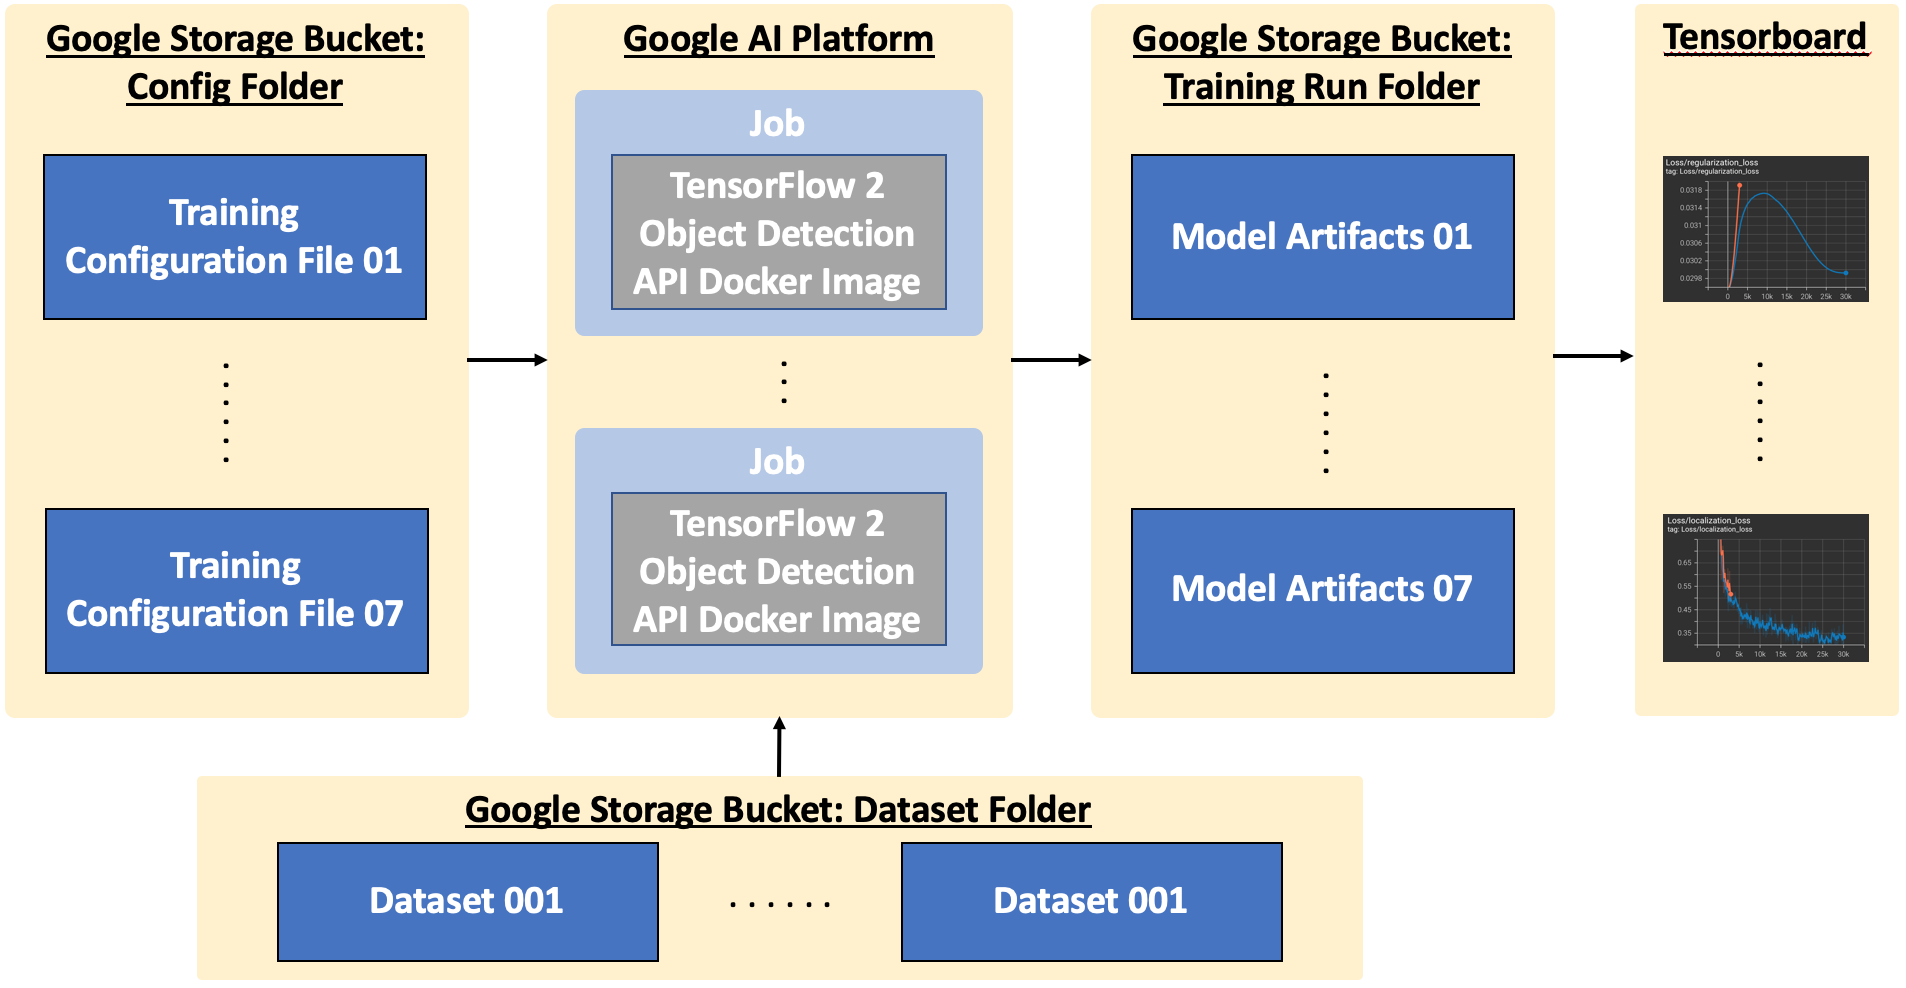 Google Storage Bucket:
Config Folder
Training
Configuration File 01
Training
Configuration File 07
Google AI Platform
Job
TensorFlow 2
Object Detection
API Docker Image
Job
TensorFlow 2
Object Detection
API Docker Image
Google Storage Bucket:
Training Run Folder
Model Artifacts 01
Model Artifacts 07
Tensorboard
Loss/regularization_loss
tag: Loss/regularization_loss
0.0318
0.0314
0.031
0.0306
0.0302
0.0298
0 5k 10k 15k 20k 25k 30k
Loss/localization_loss
tag: Loss/localization_loss
0.65
0.55
0.45
0.35
0 5k 10k 15k 20k 25k 30k
Google Storage Bucket: Dataset Folder
Dataset 001
Dataset 001